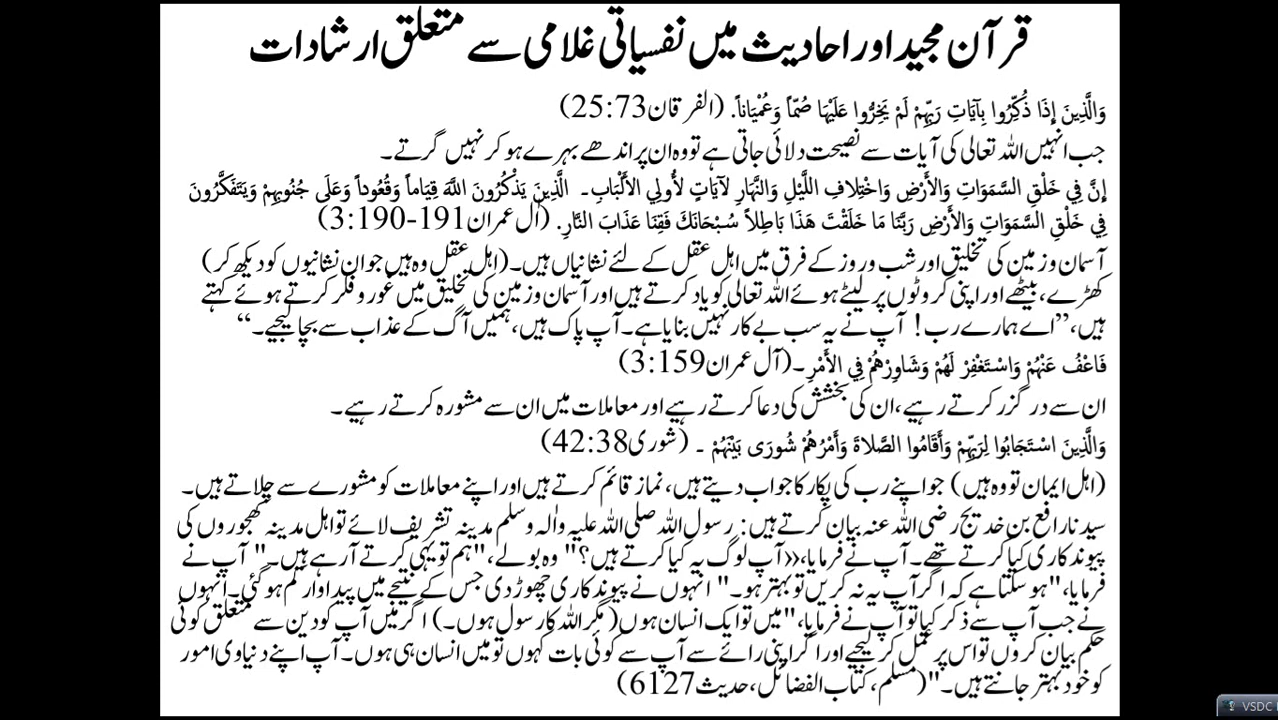 قرآن مجید اور احادیث میں نفسیاتی غلامی سے متعلق ارشادات
وَالَّذِينَ إِذَا ذُكِّرُوا بِآيَاتِ رَبِّهِمْ لَمْ يَخِرُّوا عَلَيْهَا صُمّاً وَعُمْيَاناً. (الفرقان 25:73)
جب انہیں اللہ تعالی کی آیات سے نصیحت دلائی جاتی ہے تو وہ ان پر اندھے بہرے ہو کر نہیں گرتے۔
إِنَّ فِي خَلْقِ السَّمَوَاتِ وَالأَرْضِ وَاخْتِلافِ اللَّيْلِ وَالنَّهَارِ لآيَاتٍ لأُولِي الأَلْبَابِ۔ الَّذِينَ يَذْكُرُونَ اللَّهَ قِيَاماً وَقُعُوداً وَعَلَى جُنُوبِهِمْ وَيَتَفَكَّرُونَ
فِي خَلْقِ السَّمَوَاتِ وَالأَرْضِ رَبَّنَا مَا خَلَقْتَ هَذَا بَاطِلاً سُبْحَانَكَ فَقِنَا عَذَابَ النَّارِ. (آل عمران 191-3:190)
آسمان و زمین کی تخلیق اور شب و روز کے فرق میں اہل عقل کے لئے نشانیاں ہیں۔ (اہل عقل وہ ہیں جو ان نشانیوں کو دیکھ کر)
کھڑے، بیٹھے اور اپنی کروٹوں پر لیٹے ہوئے اللہ تعالی کو یاد کرتے ہیں اور آسمان و زمین کی تخلیق میں غور و فکر کرتے ہوئے کہتے
ہیں، ”اے ہمارے رب! آپ نے یہ سب بے کار نہیں بنایا ہے۔ آپ پاک ہیں، ہمیں آگ کے عذاب سے بچا لیجیے۔“
فَاعْفُ عَنْهُمْ وَاسْتَغْفِرْ لَهُمْ وَشَاوِرْهُمْ فِي الأَمْرِ۔ (آل عمران 3:159)
ان سے درگزر کرتے رہیے، ان کی بخشش کی دعا کرتے رہیے اور معاملات میں ان سے مشورہ کرتے رہیے۔
وَالَّذِينَ اسْتَجَابُوا لِرَبِّهِمْ وَأَقَامُوا الصَّلاةَ وَأَمْرُهُمْ شُورَى بَيْنَهُمْ ۔ (شوری 42:38)
(اہل ایمان تو وہ ہیں) جو اپنے رب کی پکار کا جواب دیتے ہیں، نماز قائم کرتے ہیں اور اپنے معاملات کو مشورے سے چلاتے ہیں۔
سیدنا رافع بن خدیج رضی اللہ عنہ بیان کرتے ہیں: رسول اللہ صلی اللہ علیہ واٰلہ وسلم مدینہ تشریف لائے تو اہل مدینہ کھجوروں کی
پیوند کاری کیا کرتے تھے۔ آپ نے فرمایا، «آپ لوگ یہ کیا کرتے ہیں؟" وہ بولے، "ہم تو یہی کرتے آ رہے ہیں۔" آپ نے
فرمایا، "ہو سکتا ہے کہ اگر آپ یہ نہ کریں تو بہتر ہو۔" انہوں نے پیوند کاری چھوڑ دی جس کے نتیجے میں پیداوار کم ہو گئی۔ انہوں
نے جب آپ سے ذکر کیا تو آپ نے فرمایا، "میں تو ایک انسان ہوں (مگر اللہ کا رسول ہوں۔) اگر میں آپ کو دین سے متعلق کوئی
حکم بیان کروں تو اس پر عمل کر لیجیے اور اگر اپنی رائے سے آپ سے کوئی بات کہوں تو میں انسان ہی ہوں۔ آپ اپنے دنیاوی امور
کو خود بہتر جانتے ہیں۔" (مسلم، کتاب الفضائل، حدیث 6127)
VSDC